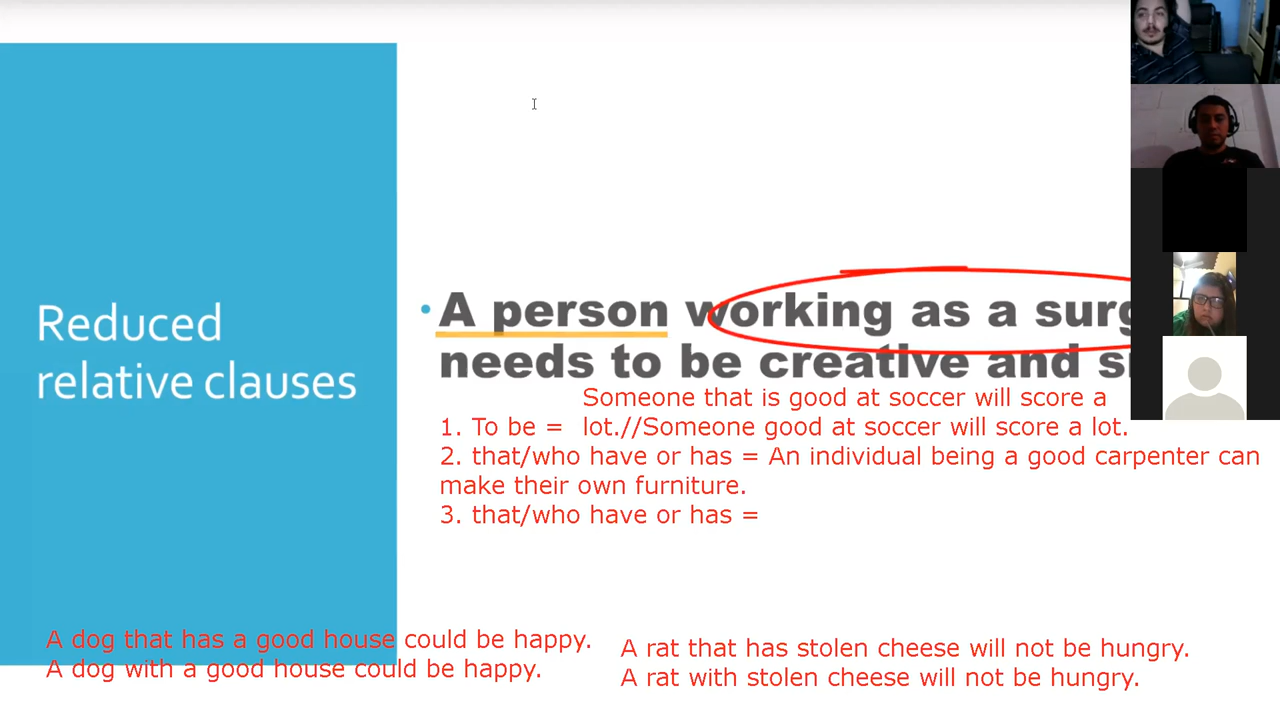 Reduced
relative clauses
• A person working as a
needs to be creative and
Someone that is good at soccer will score a
1. To be = lot.//Someone good at soccer will score a lot.
2. that/who have or has = An individual being a good carpenter can
make their own furniture.
3. that/who have or has =
A dog that has a good house could be happy.
A dog with a good house could be happy.
A rat that has stolen cheese will not be hungry.
A rat with stolen cheese will not be hungry.